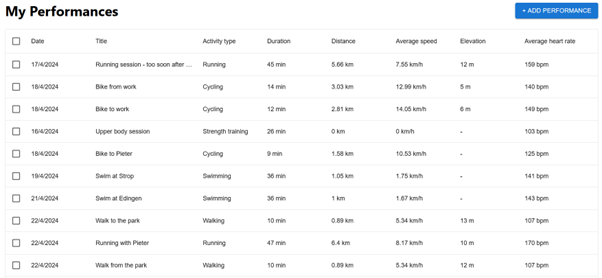 My Performances
+ ADD PERFORMANCE
Date Title Activity type Duration Distance Average speed Elevation Average heart rate
17/4/2024 Running session - too soon after ... Running 45 min 5.66 km 7.55 km/h 12 m 159 bpm
18/4/2024 Bike from work Cycling 14 min 3.03 km 12.99 km/h 5 m 140 bpm
18/4/2024 Bike to work Cycling 12 min 2.81 km 14.05 km/h 6 m 149 bpm
16/4/2024 Upper body session Strength training 26 min 0 km 0 km/h - 103 bpm
18/4/2024 Bike to Pieter Cycling 9 min 1.58 km 10.53 km/h - 125 bpm
19/4/2024 Swim at Strop Swimming 36 min 1.05 km 1.75 km/h - 141 bpm
21/4/2024 Swim at Edingen Swimming 36 min 1 km 1.67 km/h - 143 bpm
22/4/2024 Walk to the park Walking 10 min 0.89 km 5.34 km/h 13 m 107 bpm
22/4/2024 Running with Pieter Running 47 min 6.4 km 8.17 km/h 10 m 170 bpm
22/4/2024 Walk from the park Walking 10 min 0.89 km 5.34 km/h 12 m 107 bpm